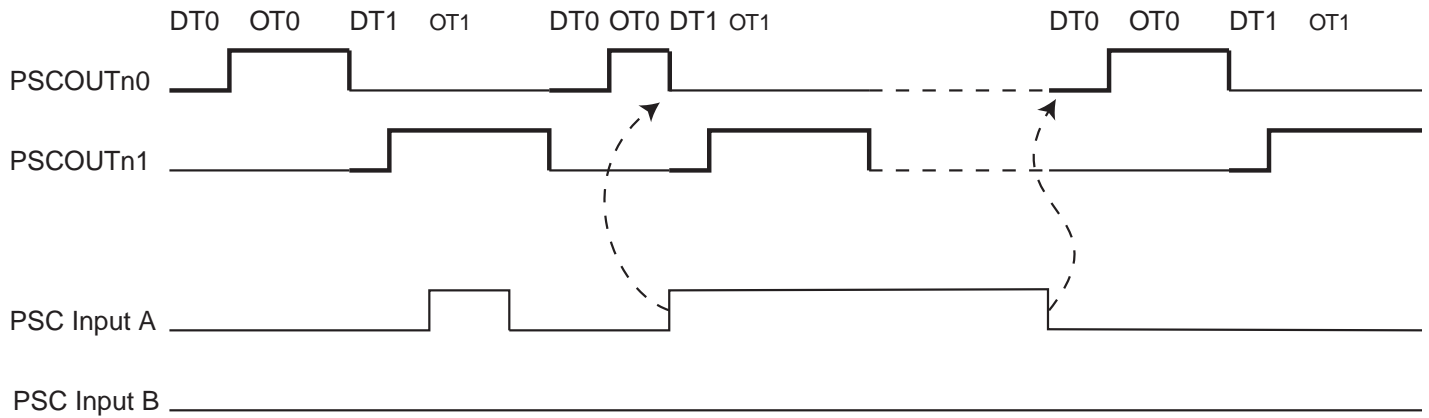 DT0 OT0 DT1 OT1 DT0 OT0 DT1 OT1 DT0 OT0 DT1 OT1
PSCOUTn0
PSCOUTn1
PSC Input A
PSC Input B